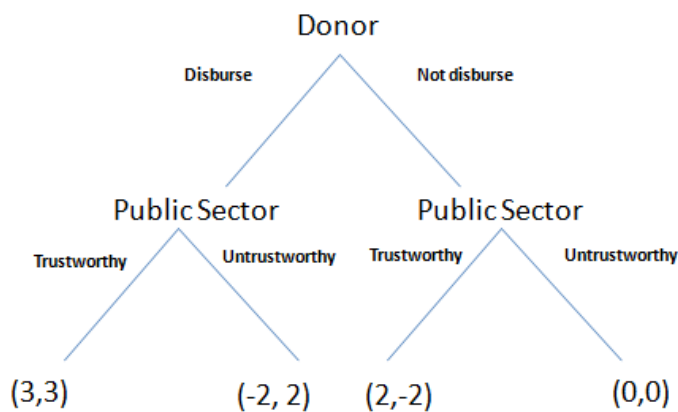 Donor
Disburse
Not disburse
Public Sector
Public Sector
Trustworthy
Untrustworthy
Trustworthy
Untrustworthy
(3,3)
(-2, 2)
(2,-2)
(0,0)